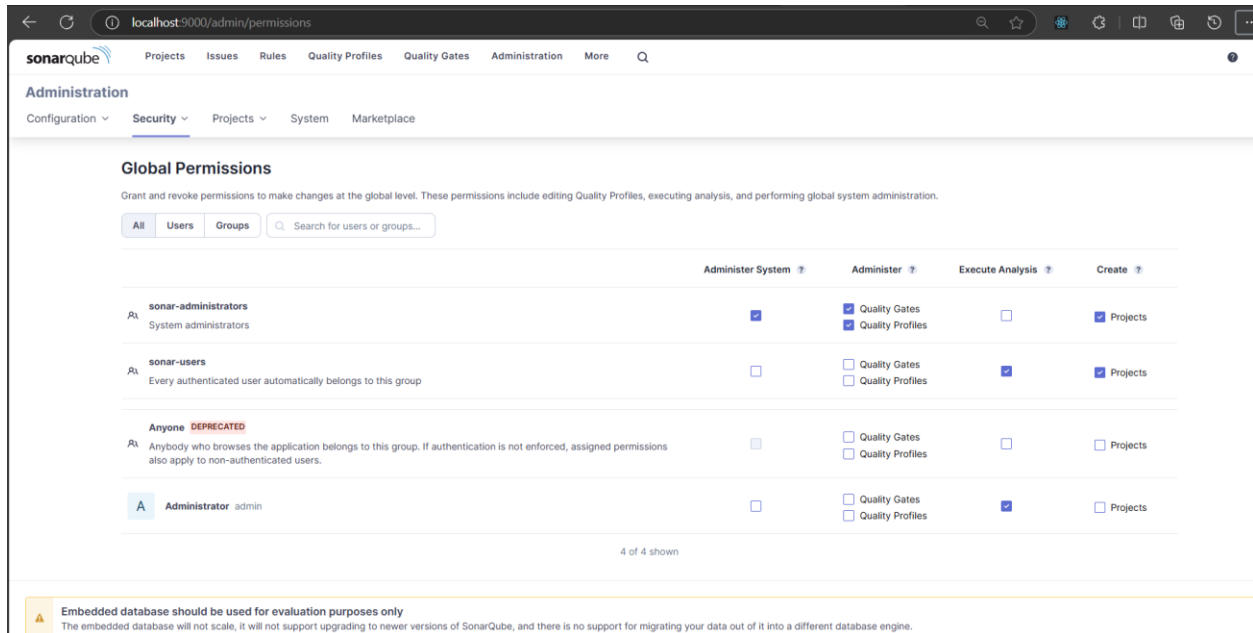 localhost:9000/admin/permissions
sonarqube Projects Issues Rules Quality Profiles Quality Gates Administration More ?
Administration
Configuration Security Projects System Marketplace
Global Permissions
Grant and revoke permissions to make changes at the global level. These permissions include editing Quality Profiles, executing analysis, and performing global system administration.
All Users Groups Search for users or groups...
Administer System ? Administer ? Execute Analysis ? Create ?
sonar-administrators
System administrators
Quality Gates
Quality Profiles
Projects
sonar-users
Every authenticated user automatically belongs to this group
Quality Gates
Quality Profiles
Projects
Anyone DEPRECATED
Anybody who browses the application belongs to this group. If authentication is not enforced, assigned permissions
also apply to non-authenticated users.
Quality Gates
Quality Profiles
Projects
A Administrator admin
Quality Gates
Quality Profiles
Projects
4 of 4 shown
Embedded database should be used for evaluation purposes only
The embedded database will not scale, it will not support upgrading to newer versions of SonarQube, and there is no support for migrating your data out of it into a different database engine.